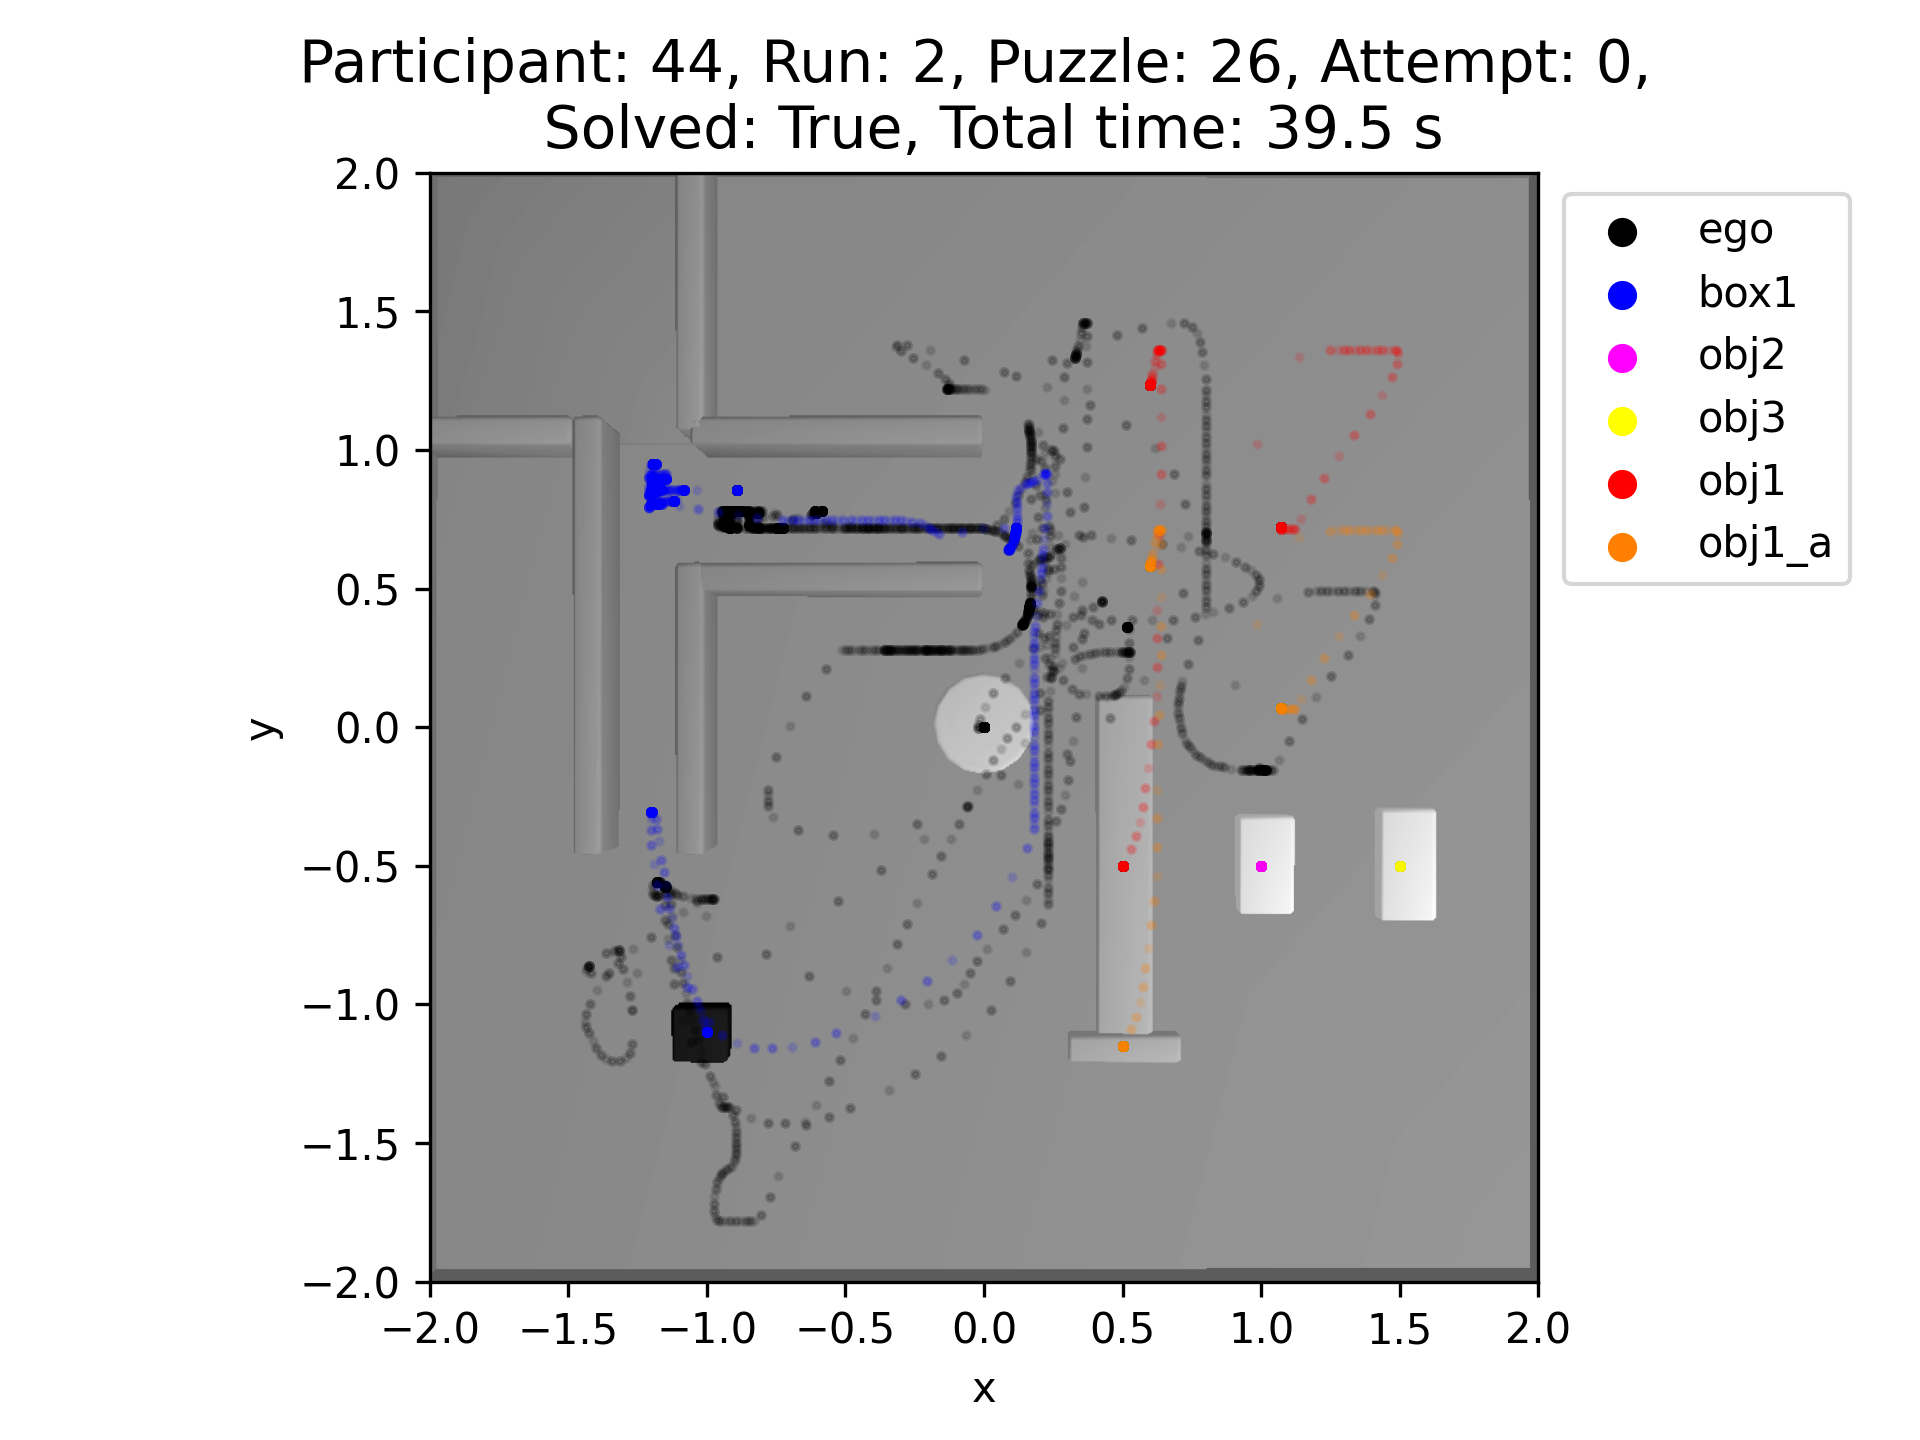 Participant: 44, Run: 2, Puzzle: 26, Attempt: 0,
Solved: True, Total time: 39.5 s
2.0
1.5
1.0
0.5
0.0
−0.5
−1.0
−1.5
−2.0
y
−2.0 −1.5 −1.0 −0.5 0.0 0.5 1.0 1.5 2.0
x
ego
box1
obj2
obj3
obj1
obj1_a